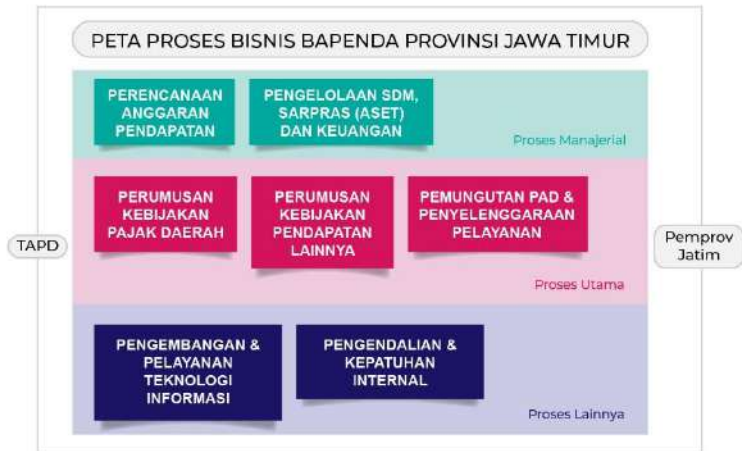 PETA PROSES BISNIS BAPENDA PROVINSI JAWA TIMUR
PERENCANAAN
ANGGARAN
PENDAPATAN
PENGELOLAAN SDM,
SARPRAS (ASET)
DAN KEUANGAN
Proses Manajerial
TAPD
PERUMUSAN
KEBIJAKAN
PAJAK DAERAH
PERUMUSAN
KEBIJAKAN
PENDAPATAN
LAINNYA
PEMUNGUTAN PAD &
PENYELENGGARAAN
PELAYANAN
Proses Utama
Pemprov
Jatim
PENGEMBANGAN &
PELAYANAN
TEKNOLOGI
INFORMASI
PENGENDALIAN &
KEPATUHAN
INTERNAL
Proses Lainnya